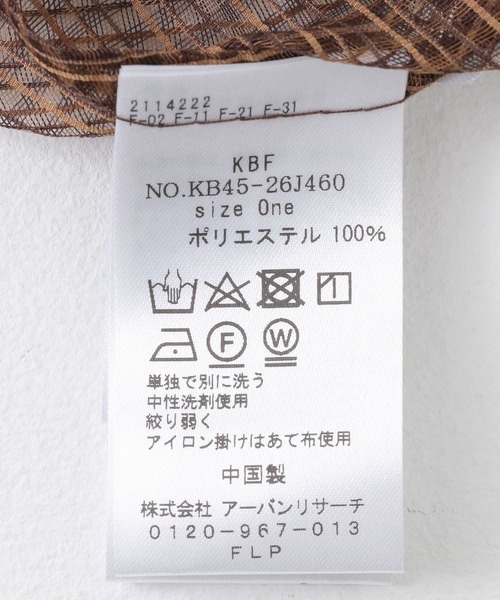 2114222
F-02 F-11 F-21 F-31
KBF
NO.KB45-26J460
size One
ポリエステル 100%
F W
単独で別に洗う
中性洗剤使用
絞り弱く
アイロン掛けはあて布使用
中国製
株式会社 アーバンリサーチ
0120-967-013
FLP